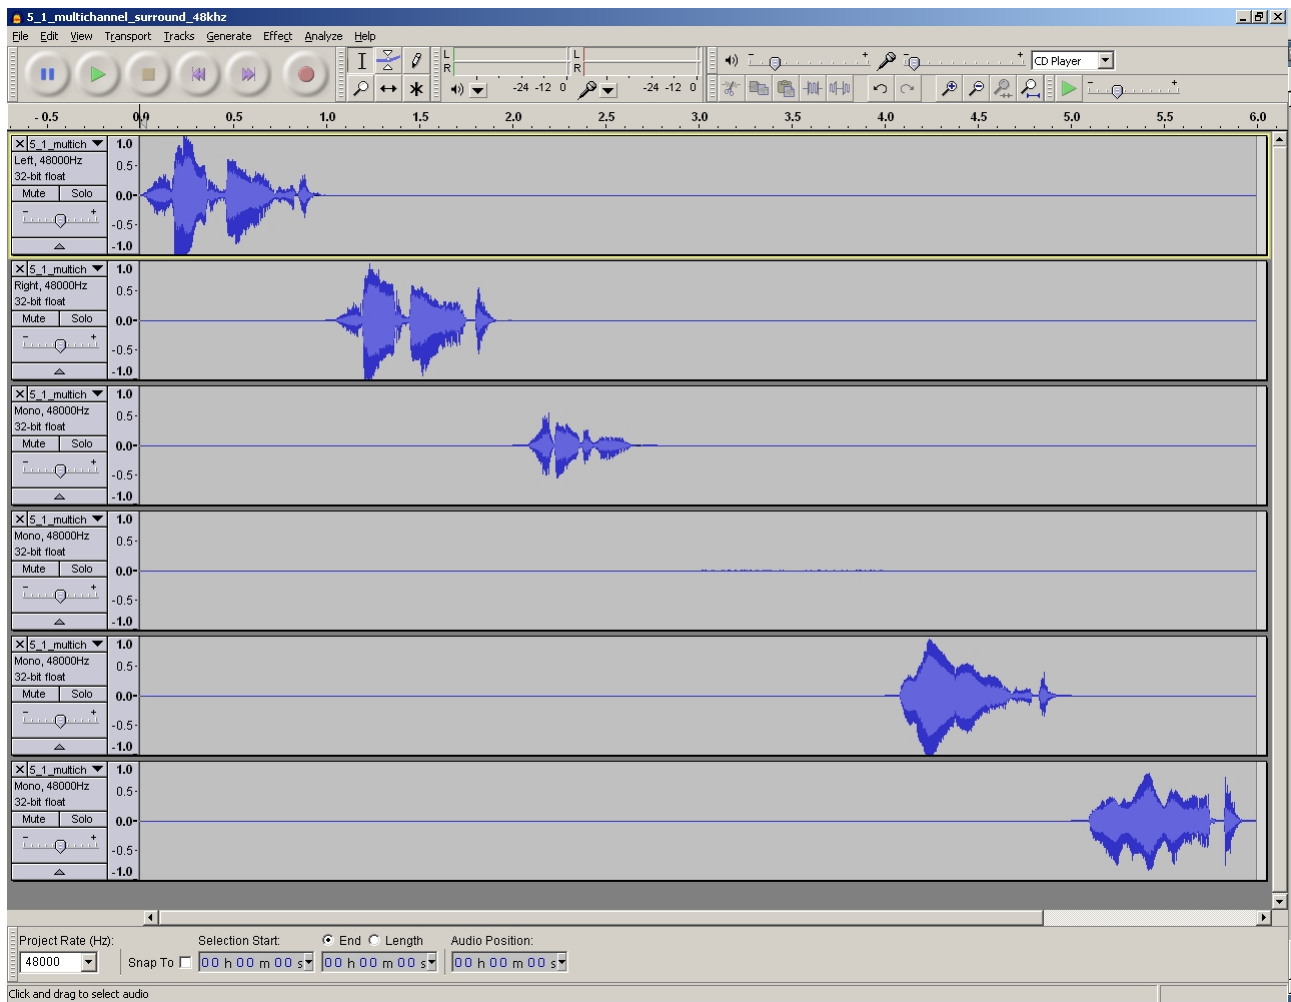 5_1_multichannel_surround_48khz
File Edit View Transport Tracks Generate Effect Analyze Help
L
R
-24 -12 0
L
R
-24 -12 0
- +
- +
CD Player
- +
- 0.5 0.0 0.5 1.0 1.5 2.0 2.5 3.0 3.5 4.0 4.5 5.0 5.5 6.0
5_1_multich
Left, 48000Hz
32-bit float
Mute Solo
- +
1.0
0.5-
0.0-
-0.5-
-1.0
5_1_multich
Right, 48000Hz
32-bit float
Mute Solo
- +
1.0
0.5-
0.0-
-0.5-
-1.0
5_1_multich
Mono, 48000Hz
32-bit float
Mute Solo
- +
1.0
0.5-
0.0-
-0.5-
-1.0
5_1_multich
Mono, 48000Hz
32-bit float
Mute Solo
- +
1.0
0.5-
0.0-
-0.5-
-1.0
5_1_multich
Mono, 48000Hz
32-bit float
Mute Solo
- +
1.0
0.5-
0.0-
-0.5-
-1.0
5_1_multich
Mono, 48000Hz
32-bit float
Mute Solo
- +
1.0
0.5-
0.0-
-0.5-
-1.0
Project Rate (Hz): Selection Start: End Length Audio Position:
48000 Snap To 00 h 00 m 00 s 00 h 00 m 00 s 00 h 00 m 00 s
Click and drag to select audio